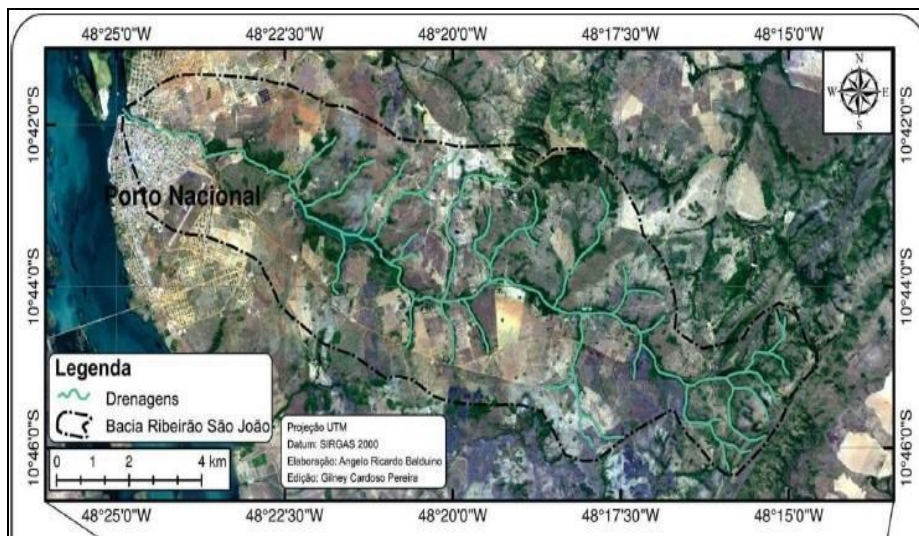 48°25'0"W 48°22'30"W 48°20'0"W 48°17'30"W 48°15'0"W
N
W E
S
10°42'0"S 10°42'0"S
Porto Nacional
10°44'0"S 10°44'0"S
Legenda
Drenagens
Bacia Ribeirão São João
Projeção UTM
Datum: SIRGAS 2000
Elaboração: Angelo Ricardo Balduino
Edição: Gilney Cardoso Pereira
10°46'0"S 10°46'0"S
0 1 2 4 km
48°25'0"W 48°22'30"W 48°20'0"W 48°17'30"W 48°15'0"W